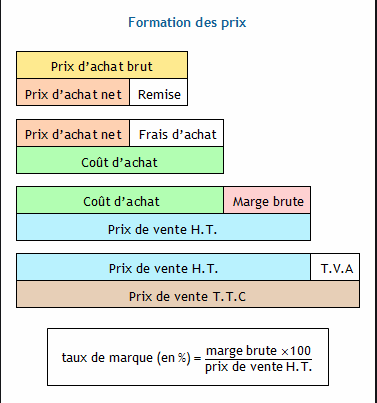 Formation des prix
Prix d'achat brut
Prix d'achat net Remise
Prix d'achat net Frais d'achat
Coût d'achat
Coût d'achat Marge brute
Prix de vente H.T.
Prix de vente H.T. T.V.A
Prix de vente T.T.C
taux de marque (en %) = marge brute ×100
prix de vente H.T.